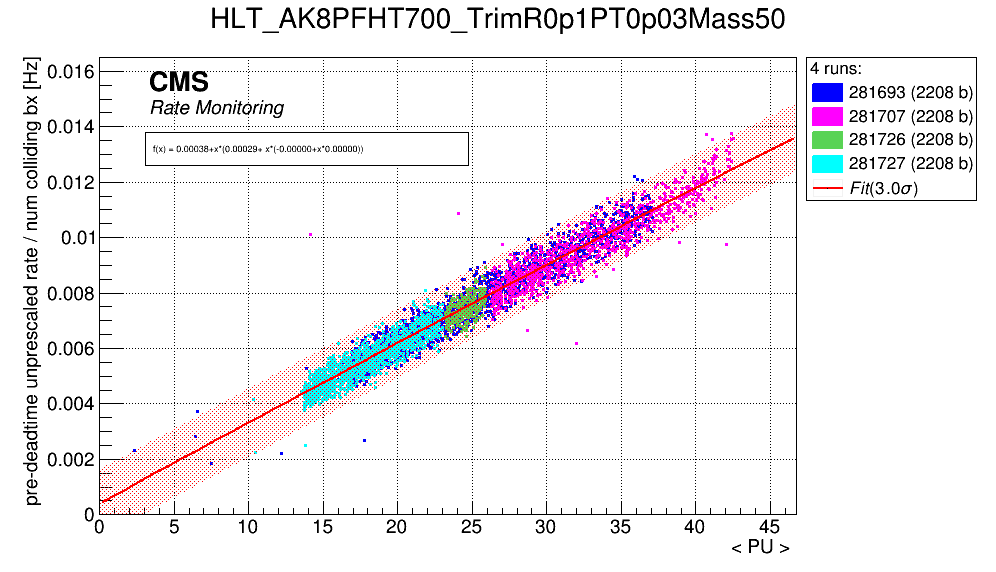 HLT_AK8PFHT700_TrimR0p1PT0p03Mass50
pre-deadtime unprescaled rate / num colliding bx [Hz]
0.016
0.014
0.012
0.01
0.008
0.006
0.004
0.002
0
CMS
Rate Monitoring
f(x) = 0.00038+x*(0.00029+ x*(-0.00000+x*0.00000))
0 5 10 15 20 25 30 35 40 45
< PU >
4 runs:
281693 (2208 b)
281707 (2208 b)
281726 (2208 b)
281727 (2208 b)
Fit(3.0σ)